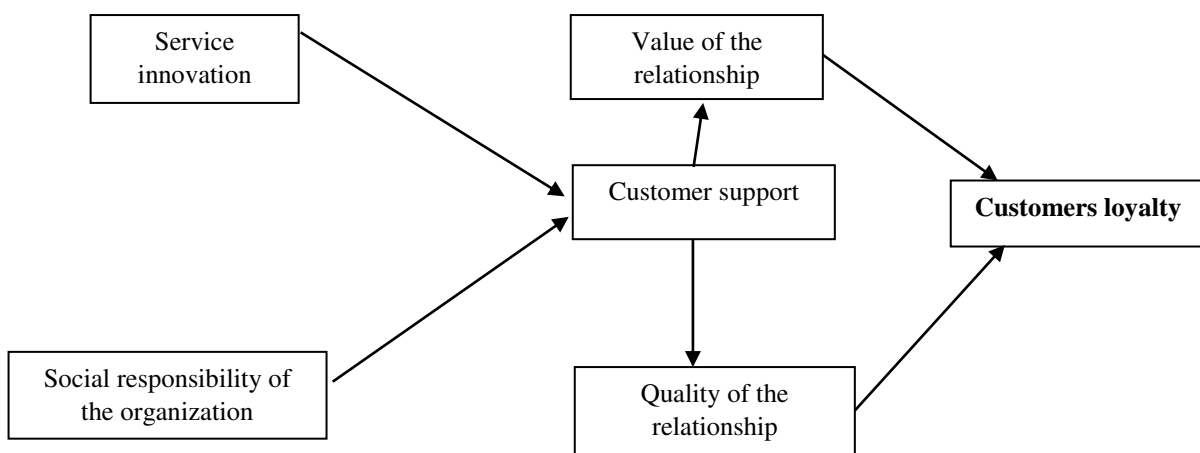 Service
innovation
Value of the
relationship
Customer support
Customers loyalty
Social responsibility of
the organization
Quality of the
relationship